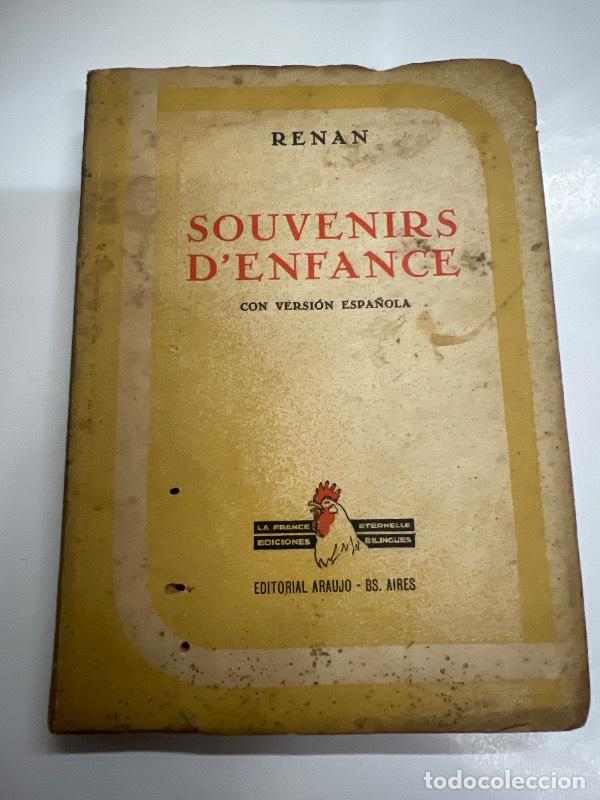 RENAN
SOUVENIRS
D'ENFANCE
CON VERSIÓN ESPAÑOLA
LA FRANCE ETERNELLE
EDICIONES BILINGUES
EDITORIAL ARAUJO - BS. AIRES
todocoleccion